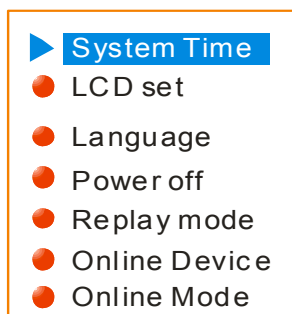 System Time
LCD set
Language
Power off
Replay mode
Online Device
Online Mode